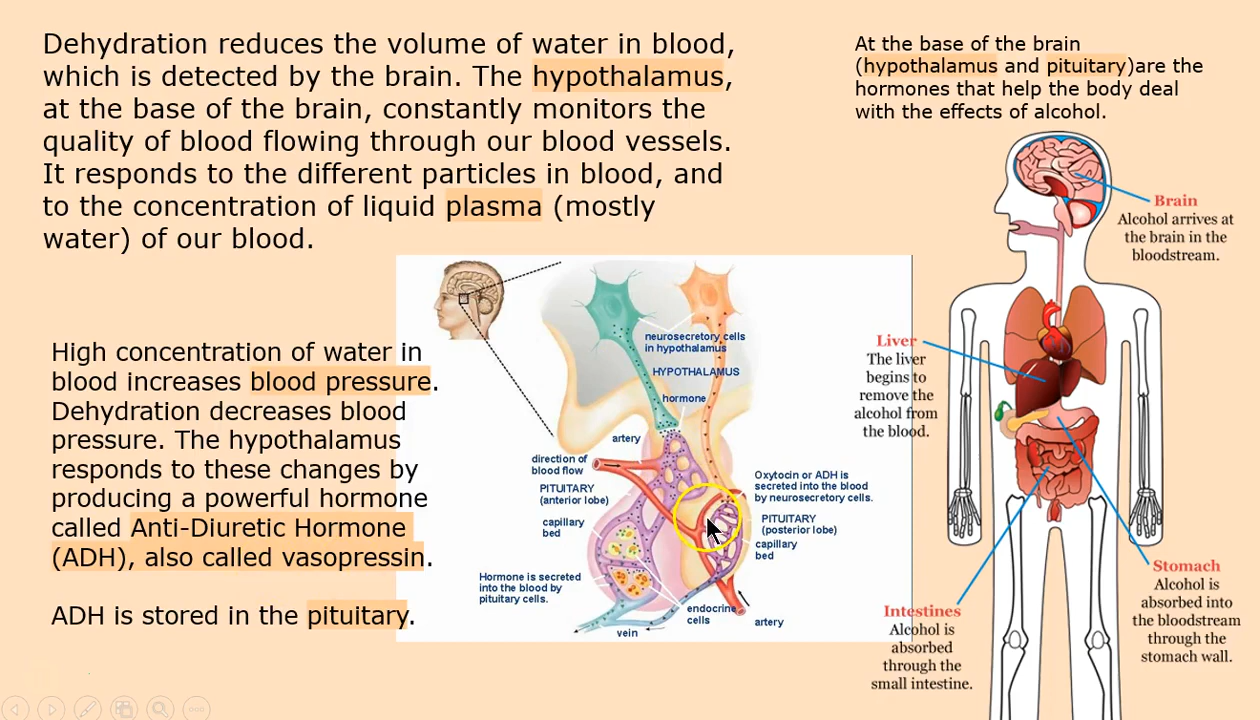 Dehydration reduces the volume of water in blood,
which is detected by the brain. The hypothalamus,
at the base of the brain, constantly monitors the
quality of blood flowing through our blood vessels.
It responds to the different particles in blood, and
to the concentration of liquid plasma (mostly
water) of our blood.
High concentration of water in
blood increases blood pressure.
Dehydration decreases blood
pressure. The hypothalamus
responds to these changes by
producing a powerful hormone
called Anti-Diuretic Hormone
(ADH), also called vasopressin.
ADH is stored in the pituitary.
neurosecretory cells
in hypothalamus
HYPOTHALAMUS
hormone
artery
direction of
blood flow
PITUITARY
(anterior lobe)
capillary
bed
Hormone is secreted
into the blood by
pituitary cells.
Oxytocin or ADH is
secreted into the blood
by neurosecretory cells.
PITUITARY
(posterior lobe)
capillary
bed
endocrine
cells
artery
vein
At the base of the brain
(hypothalamus and pituitary)are the
hormones that help the body deal
with the effects of alcohol.
Brain
Alcohol arrives at
the brain in the
bloodstream.
Liver
The liver
begins to
remove the
alcohol from
the blood.
Stomach
Alcohol is
absorbed into
the bloodstream
through the
stomach wall.
Intestines
Alcohol is
absorbed
through the
small intestine.